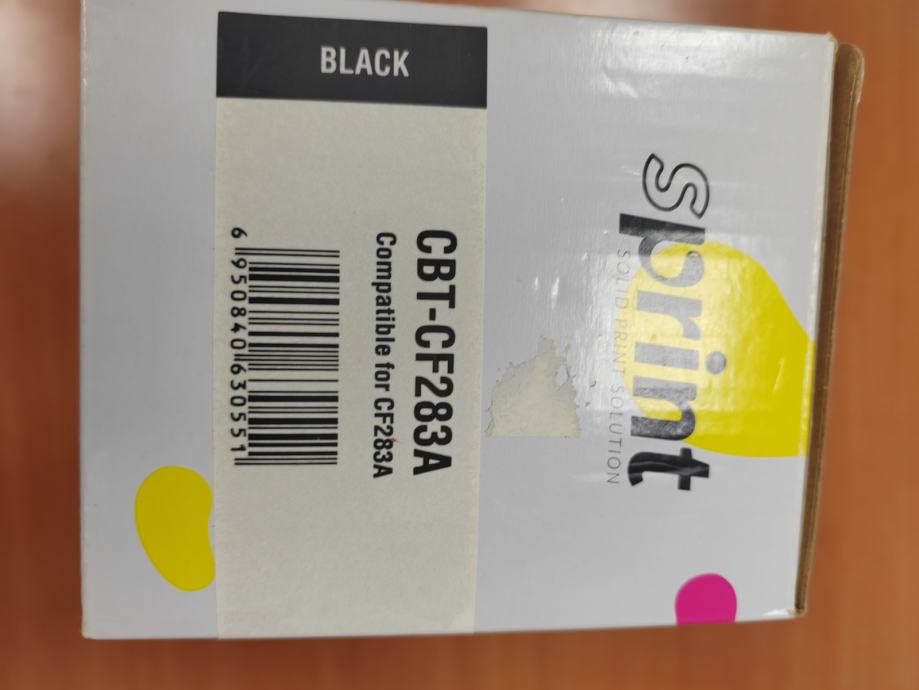 Sprint
SOLID PRINT SOLUTION
BLACK
CBT-CF283A
Compatible for CF283A
6 950840 630551